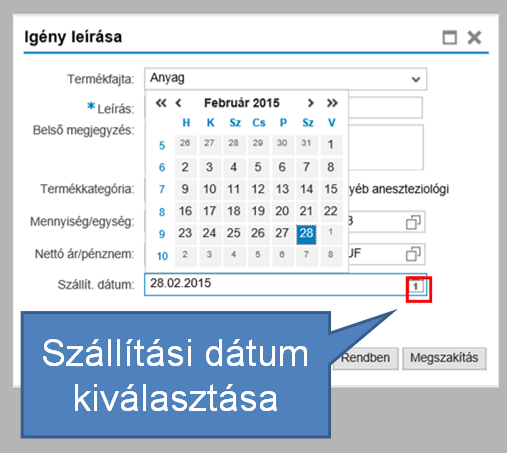 Igény leírása
Termékfajta: Anyag
* Leírás:
Belső megjegyzés:
Február 2015
H K Sz Cs P Sz V
5 26 27 28 29 30 31 1
6 2 3 4 5 6 7 8
7 9 10 11 12 13 14 15
8 16 17 18 19 20 21 22
9 23 24 25 26 27 28 1
10 2 3 4 5 6 7 8
Termékkategória: yéb aneszteziológi
Mennyiség/egység:
Nettó ár/pénznem: JF
Szállít. dátum: 28.02.2015 1
Rendben Megszakítás
Szállítási dátum
kiválasztása